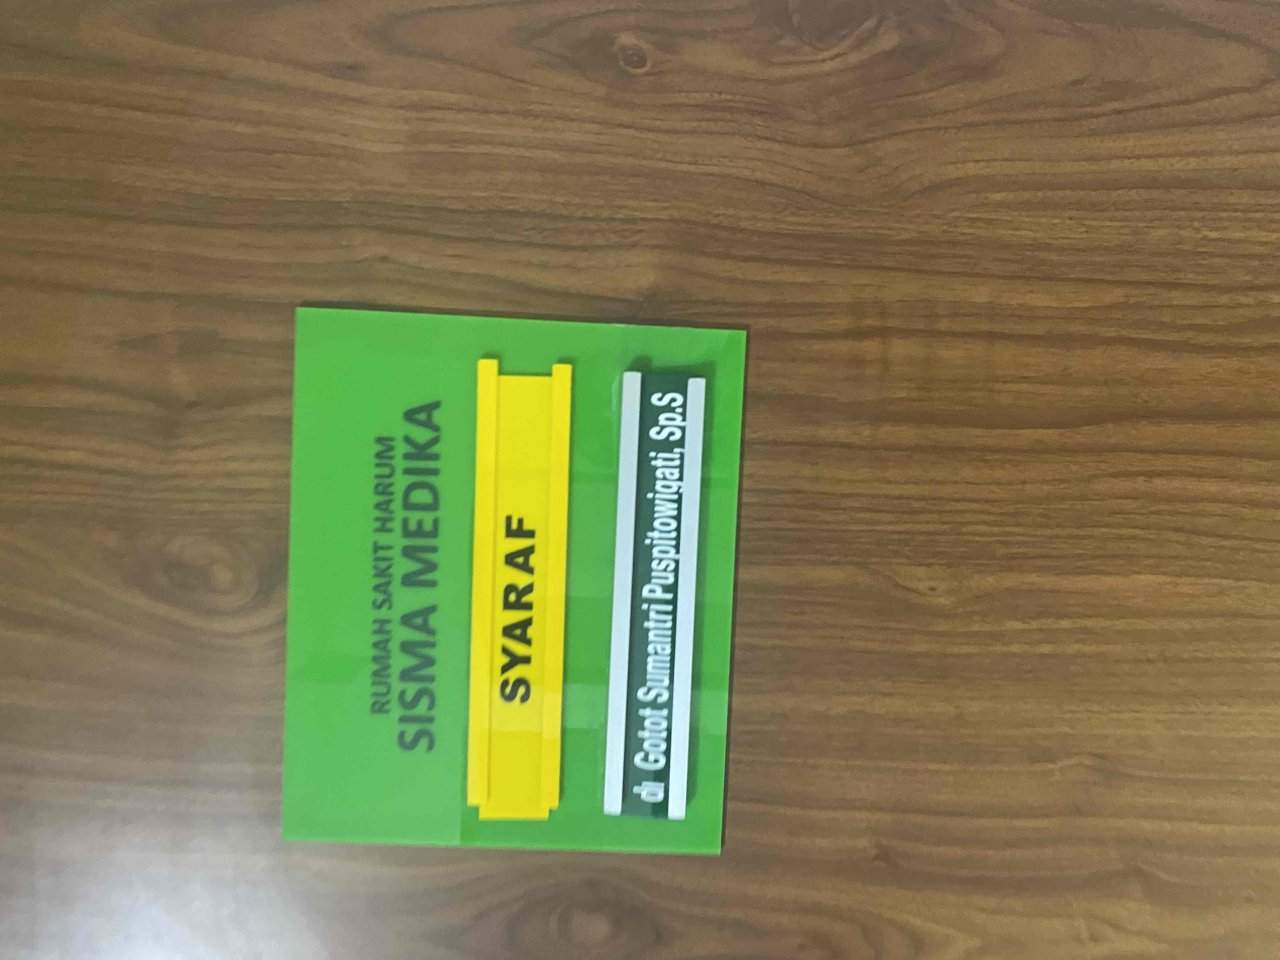 RUMAH SAKIT HARUM
SISMA MEDIKA
SYARAF
dr Gotot Sumantri Puspitowigati, Sp.S